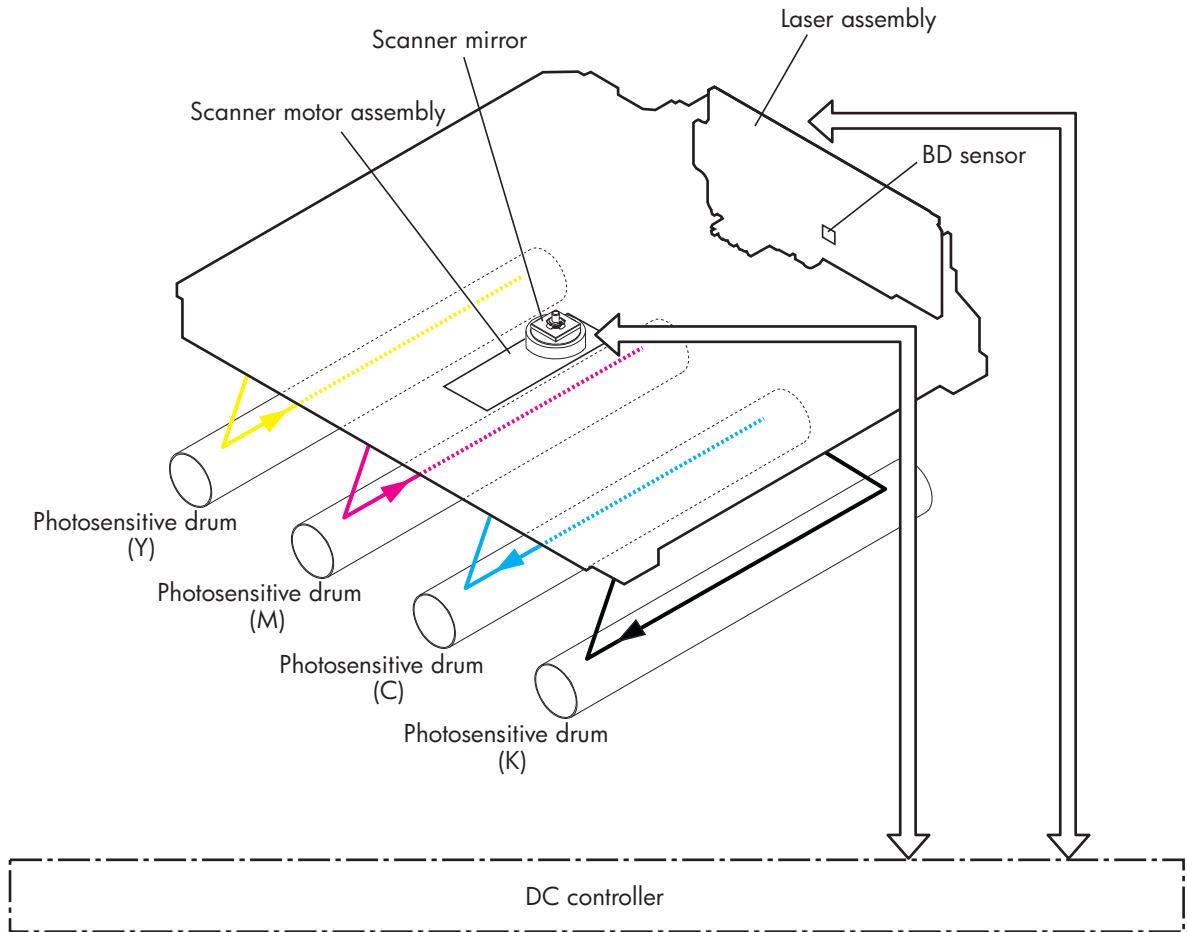 Laser assembly
Scanner mirror
Scanner motor assembly
BD sensor
Photosensitive drum
(Y)
Photosensitive drum
(M)
Photosensitive drum
(C)
Photosensitive drum
(K)
DC controller